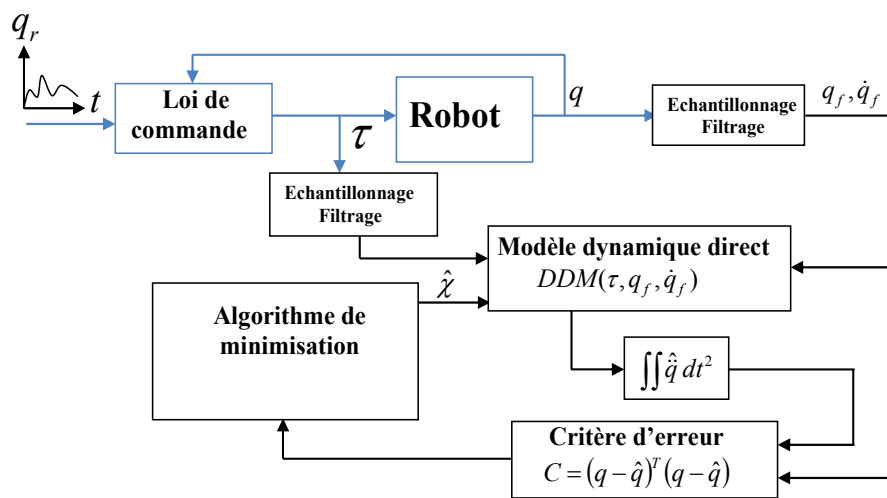 q_r
t
Loi de
commande
τ
Robot
q
Echantillonnage
Filtrage
q_f, q̇_f
Echantillonnage
Filtrage
Modèle dynamique direct
DDM(τ, q_f, q̇_f)
χ̂
Algorithme de
minimisation
∬ q̈̂ dt²
Critère d'erreur
C = (q − q̂)^T (q − q̂)